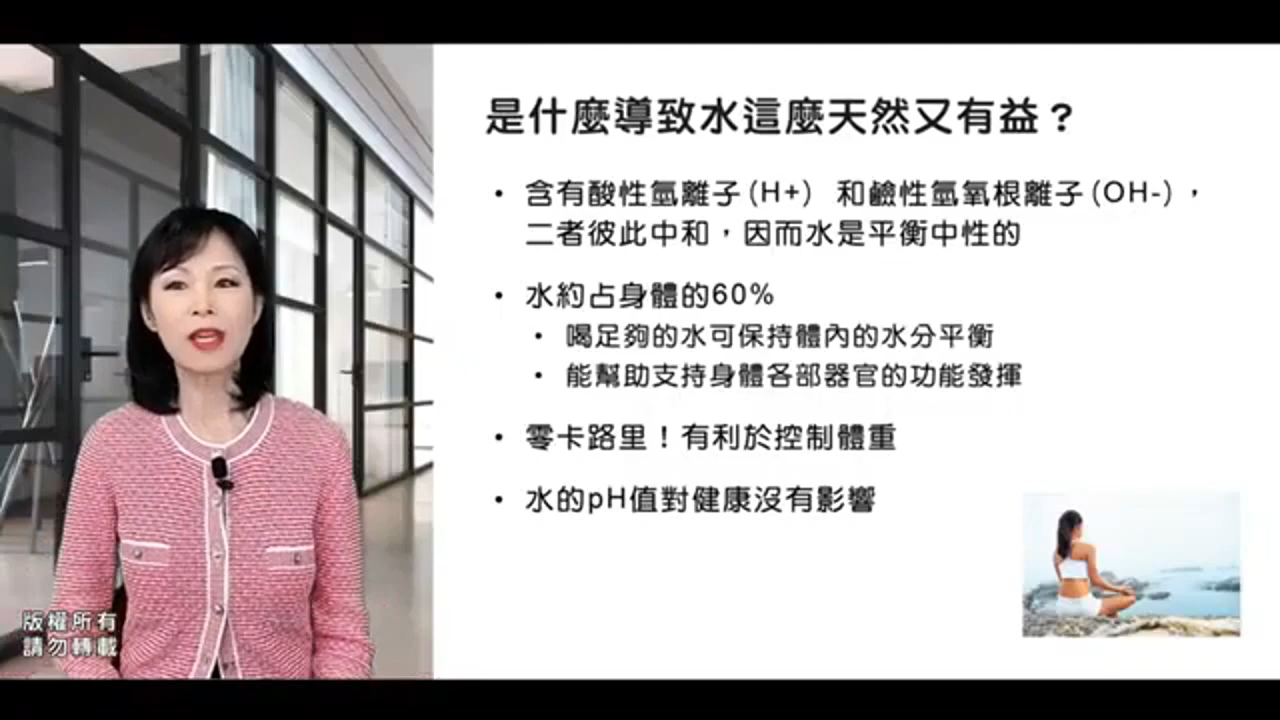 是什麼導致水這麼天然又有益？
• 含有酸性氫離子(H+) 和鹼性氫氧根離子(OH-)，
二者彼此中和，因而水是平衡中性的
• 水約占身體的60%
• 喝足夠的水可保持體內的水分平衡
• 能幫助支持身體各部器官的功能發揮
• 零卡路里！有利於控制體重
• 水的pH值對健康沒有影響
版權所有
請勿轉載